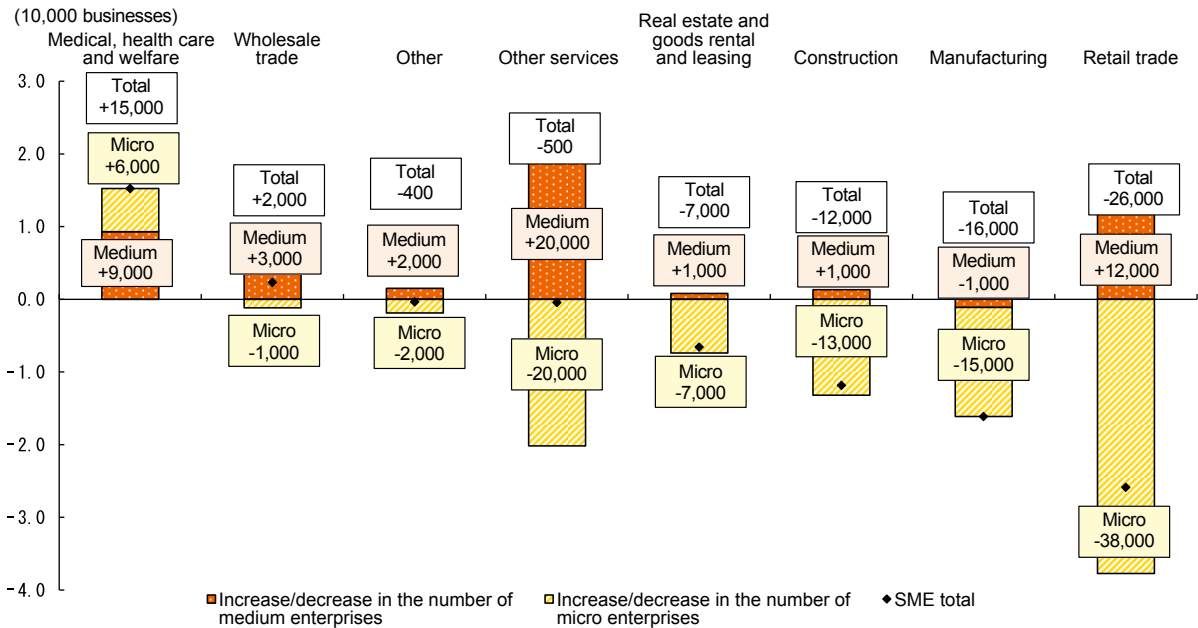 (10,000 businesses)
Medical, health care
and welfare
Wholesale
trade
Other
Other services
Real estate and
goods rental
and leasing
Construction
Manufacturing
Retail trade
3.0
2.0
1.0
0.0
-1.0
-2.0
-3.0
-4.0
Total
+15,000
Micro
+6,000
Medium
+9,000
Total
+2,000
Medium
+3,000
Micro
-1,000
Total
-400
Medium
+2,000
Micro
-2,000
Total
-500
Medium
+20,000
Micro
-20,000
Total
-7,000
Medium
+1,000
Micro
-7,000
Total
-12,000
Medium
+1,000
Micro
-13,000
Total
-16,000
Medium
-1,000
Micro
-15,000
Total
-26,000
Medium
+12,000
Micro
-38,000
Increase/decrease in the number of
medium enterprises
Increase/decrease in the number of
micro enterprises
SME total